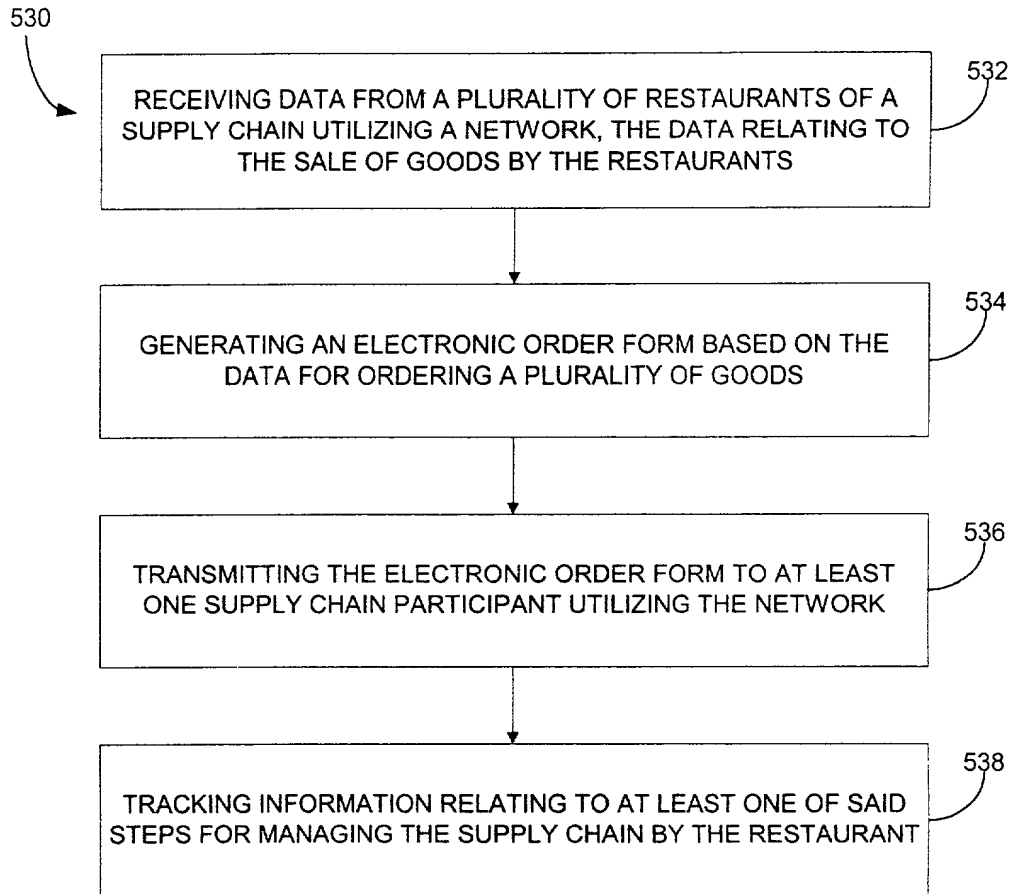 530
RECEIVING DATA FROM A PLURALITY OF RESTAURANTS OF A
SUPPLY CHAIN UTILIZING A NETWORK, THE DATA RELATING TO
THE SALE OF GOODS BY THE RESTAURANTS
532
GENERATING AN ELECTRONIC ORDER FORM BASED ON THE
DATA FOR ORDERING A PLURALITY OF GOODS
534
TRANSMITTING THE ELECTRONIC ORDER FORM TO AT LEAST
ONE SUPPLY CHAIN PARTICIPANT UTILIZING THE NETWORK
536
TRACKING INFORMATION RELATING TO AT LEAST ONE OF SAID
STEPS FOR MANAGING THE SUPPLY CHAIN BY THE RESTAURANT
538